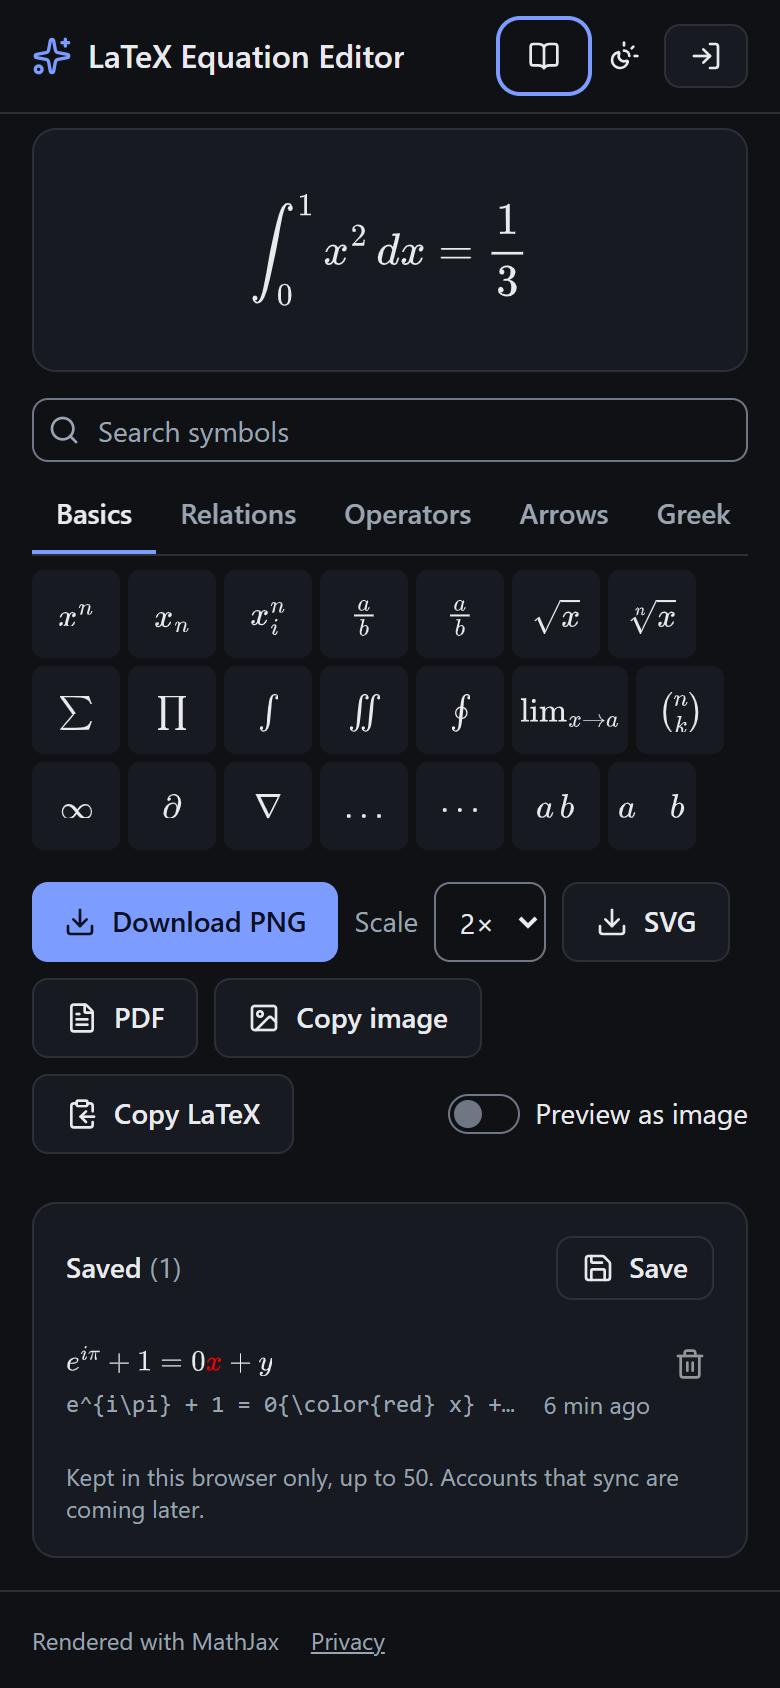 LaTeX Equation Editor
∫₀¹ x² dx = 1/3
Search symbols
Basics Relations Operators Arrows Greek
xⁿ xₙ xᵢⁿ a/b a/b √x ⁿ√x
∑ ∏ ∫ ∬ ∮ limₓ→ₐ (n k)
∞ ∂ ∇ … ⋯ a b a b
Download PNG Scale 2× SVG
PDF Copy image
Copy LaTeX Preview as image
Saved (1) Save
e^{iπ} + 1 = 0x + y
e^{i\pi} + 1 = 0{\color{red} x} +… 6 min ago
Kept in this browser only, up to 50. Accounts that sync are
coming later.
Rendered with MathJax Privacy